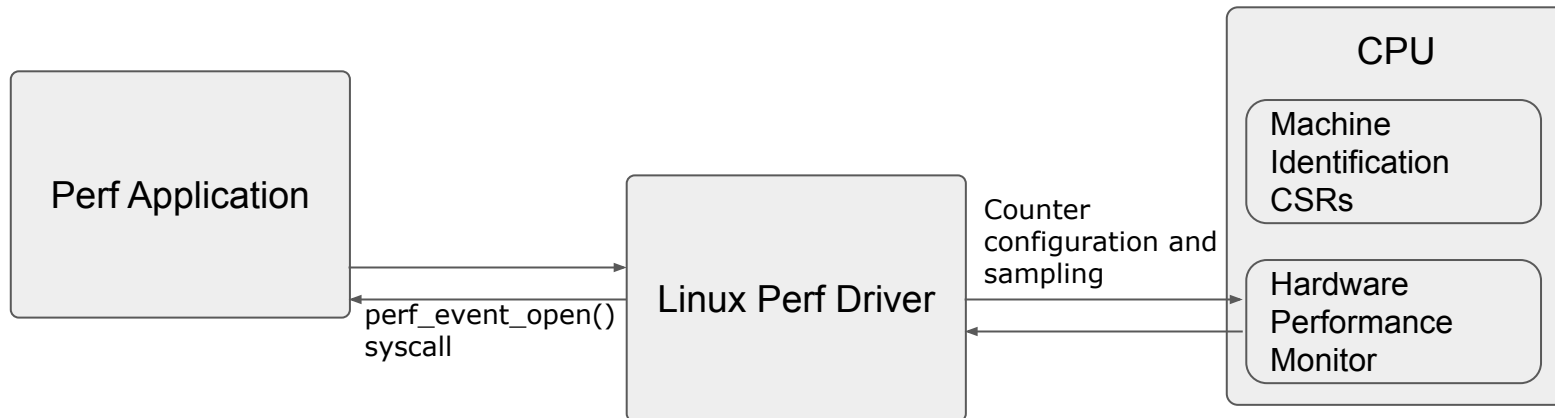 Perf Application
perf_event_open()
syscall
Linux Perf Driver
Counter
configuration and
sampling
CPU
Machine
Identification
CSRs
Hardware
Performance
Monitor